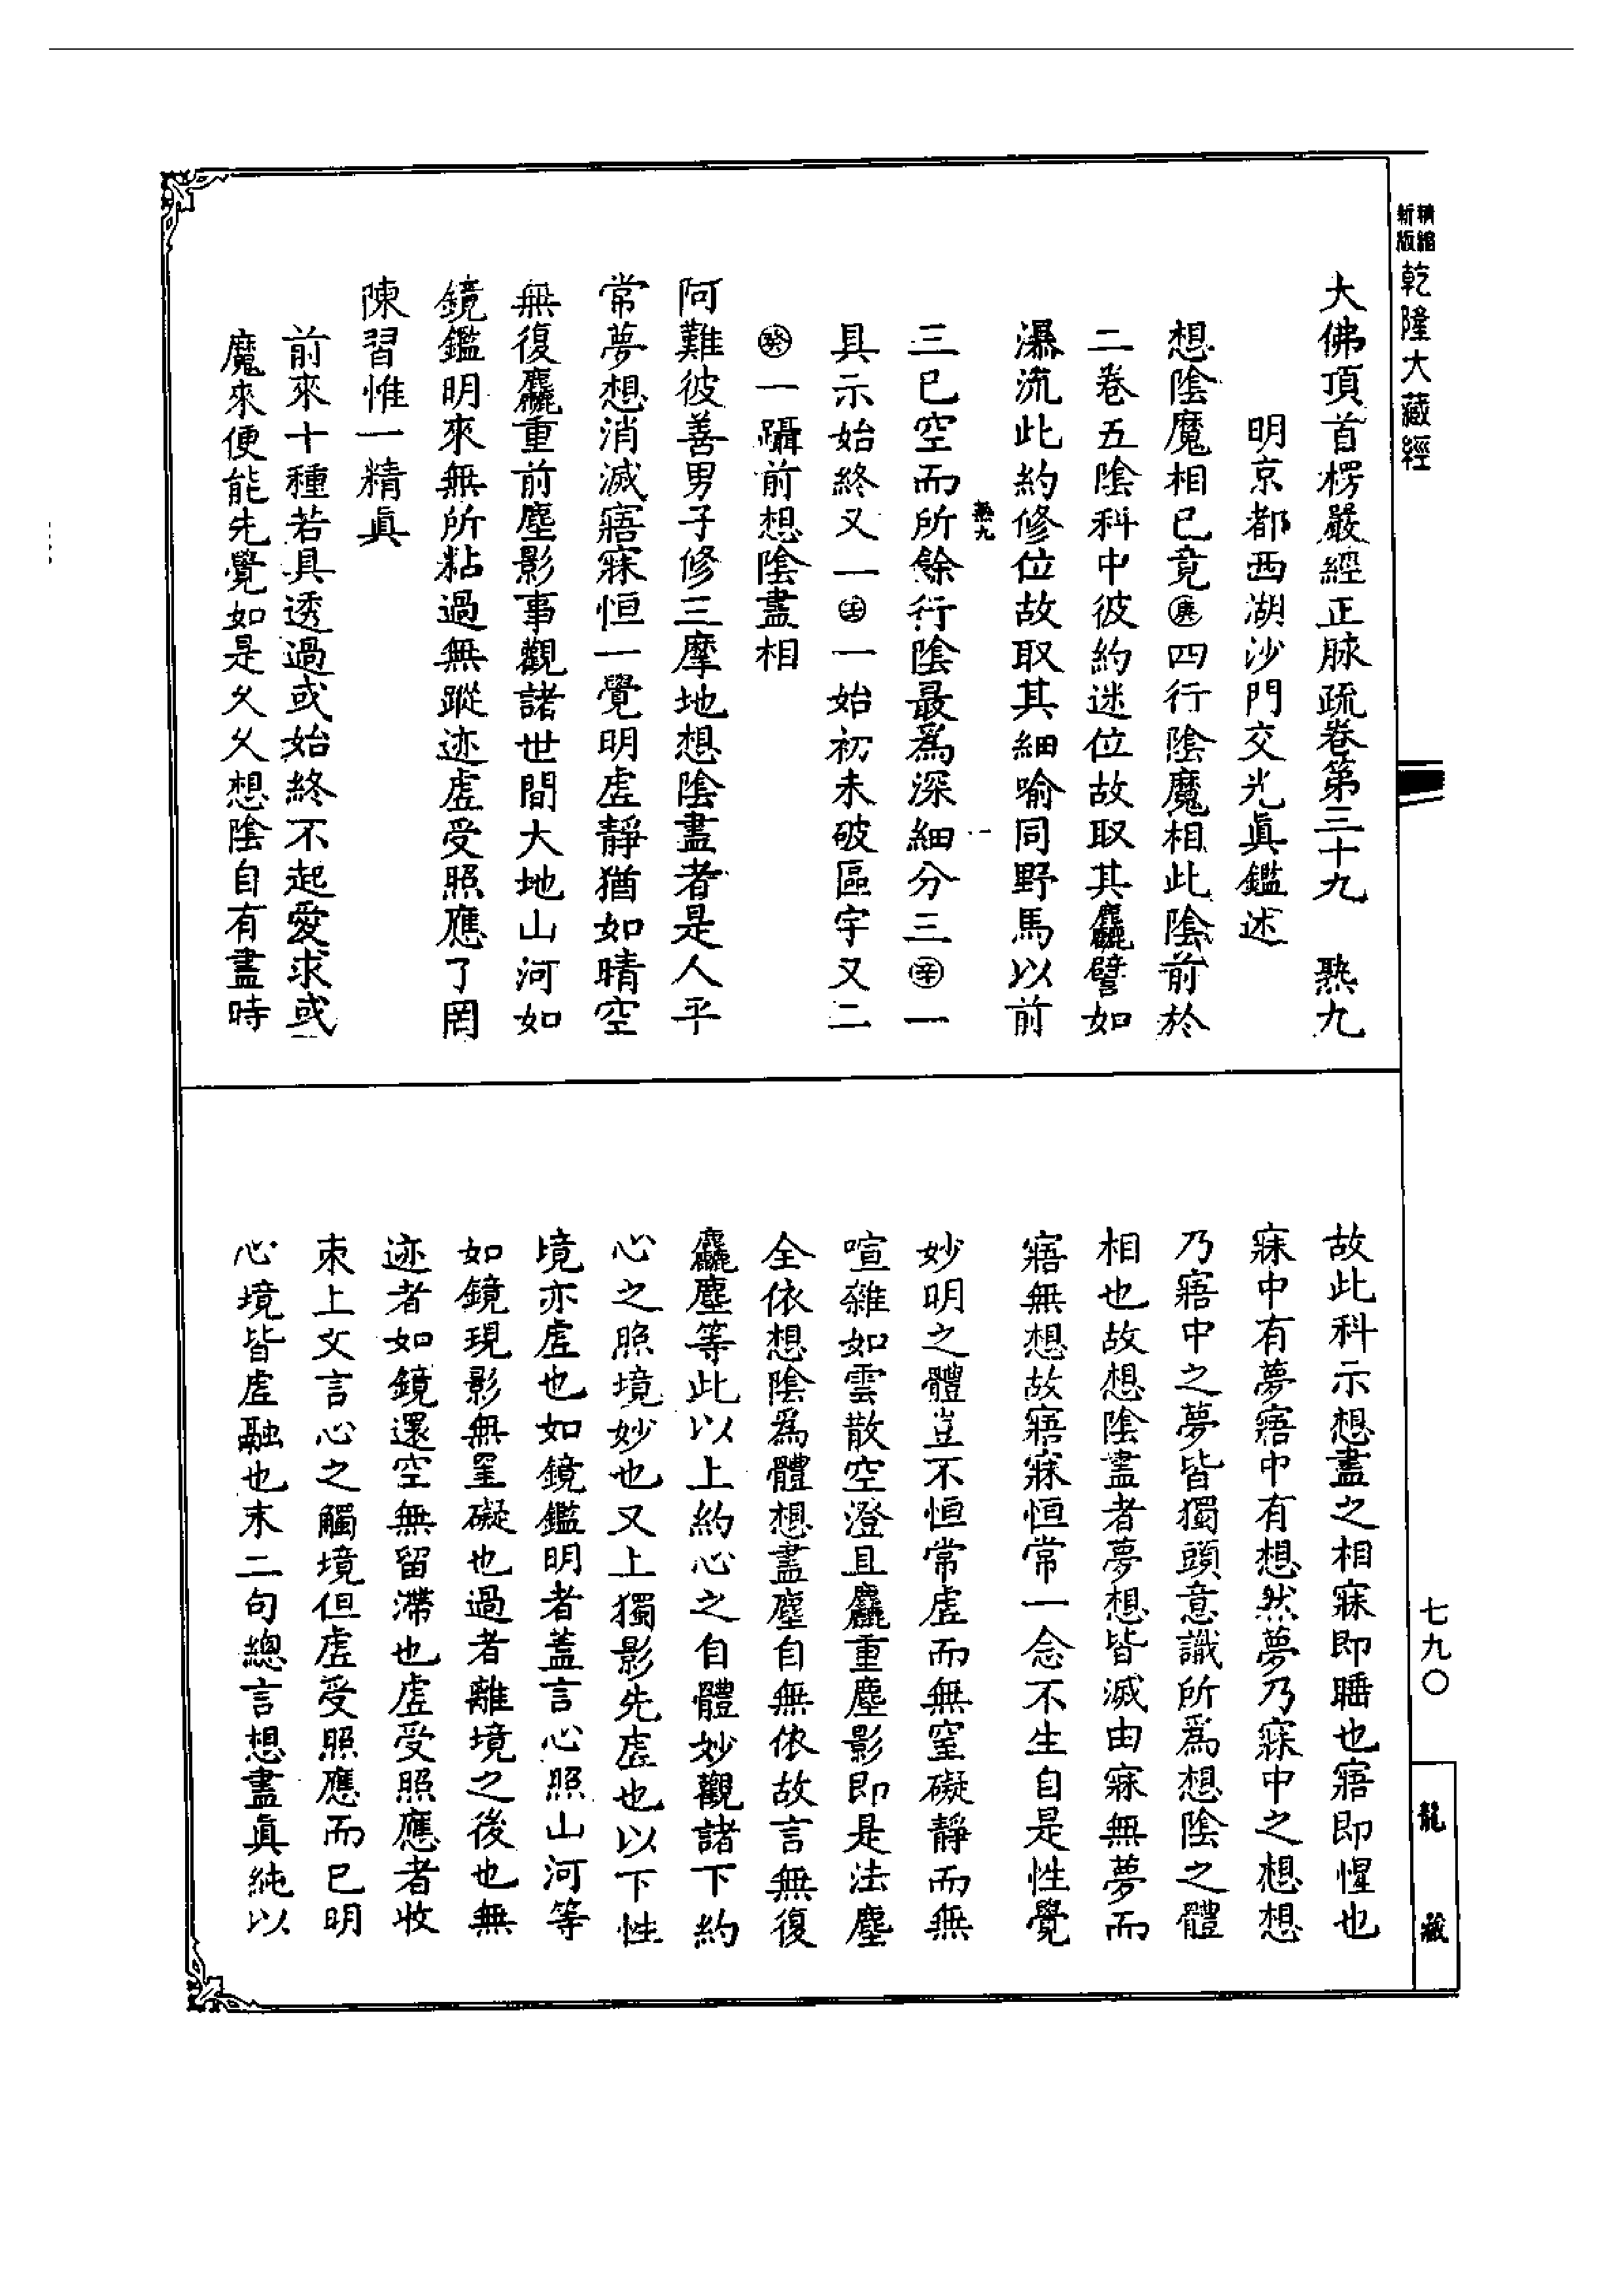 精縮新版乾隆大藏經
大佛頂首楞嚴經正脉疏卷第三十九　熱九
明京都西湖沙門交光眞鑑述
想陰魔相已竟㊂四行陰魔相此陰前於
二卷五陰科中彼約迷位故取其麤譬如
瀑流此約修位故取其細喻同野馬以前
熱九
三已空而所餘行陰最爲深細分三辛一
具示始終又一壬一始初未破區宇又二
癸一躡前想陰盡相
阿難彼善男子修三摩地想陰盡者是人平
常夢想消滅寤寐恒一覺明虛靜猶如晴空
無復麤重前塵影事觀諸世間大地山河如
鏡鑑明來無所粘過無蹤迹虛受照應了罔
陳習惟一精眞
前來十種若具透過或始終不起愛求或
魔來便能先覺如是久久想陰自有盡時
故此科示想盡之相寐即睡也寤即惺也
寐中有夢寤中有想然夢乃寐中之想想
乃寤中之夢皆獨頭意識所爲想陰之體
相也故想陰盡者夢想皆滅由寐無夢而
寤無想故寤寐恒常一念不生自是性覺
妙明之體豈不恒常虛而無窒礙靜而無
喧雜如雲散空澄且麤重塵影即是法塵
全依想陰爲體想盡塵自無依故言無復
麤塵等此以上約心之自體妙觀諸下約
心之照境妙也又上獨影先虛也以下性
境亦虛也如鏡鑑明者蓋言心照山河等
如鏡現影無罣礙也過者離境之後也無
迹者如鏡還空無留滯也虛受照應者收
束上文言心之觸境但虛受照應而已明
心境皆虛融也末二句總言想盡眞純以
七九〇
龍藏